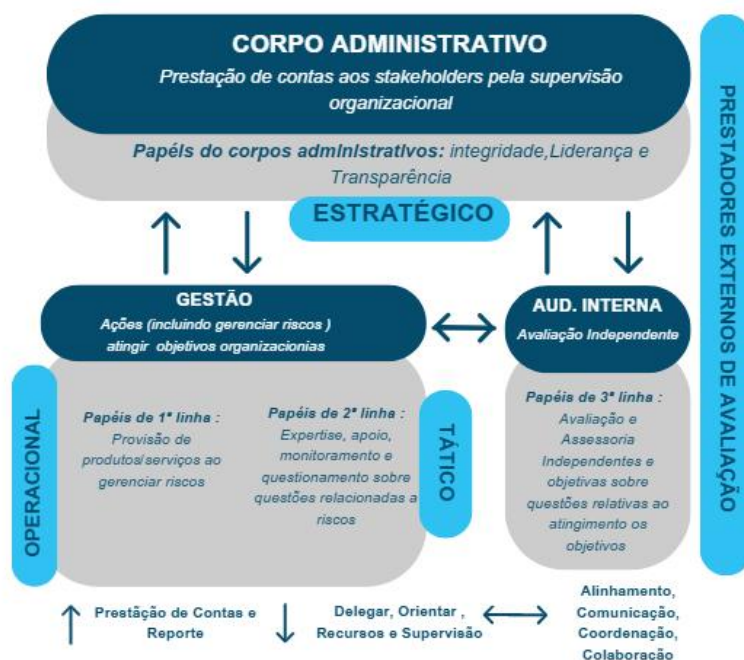 CORPO ADMINISTRATIVO
Prestação de contas aos stakeholders pela supervisão
organizacional
Papéis do corpos administrativos: integridade,Liderança e
Transparência
ESTRATÉGICO
PRESTADORES EXTERNOS DE AVALIAÇÃO
GESTÃO
Ações (incluindo gerenciar riscos )
atingir objetivos organizacionias
AUD. INTERNA
Avaliação Independente
OPERACIONAL
Papéis de 1ª linha :
Provisão de
produtos/serviços ao
gerenciar riscos
Papéis de 2ª linha :
Expertise, apoio,
monitoramento e
questionamento sobre
questões relacionadas a
riscos
TÁTICO
Papéis de 3ª linha :
Avaliação e
Assessoria
Independentes e
objetivas sobre
questões relativas ao
atingimento os
objetivos
Prestãção de Contas e
Reporte
Delegar, Orientar ,
Recursos e Supervisão
Alinhamento,
Comunicação,
Coordenação,
Colaboração